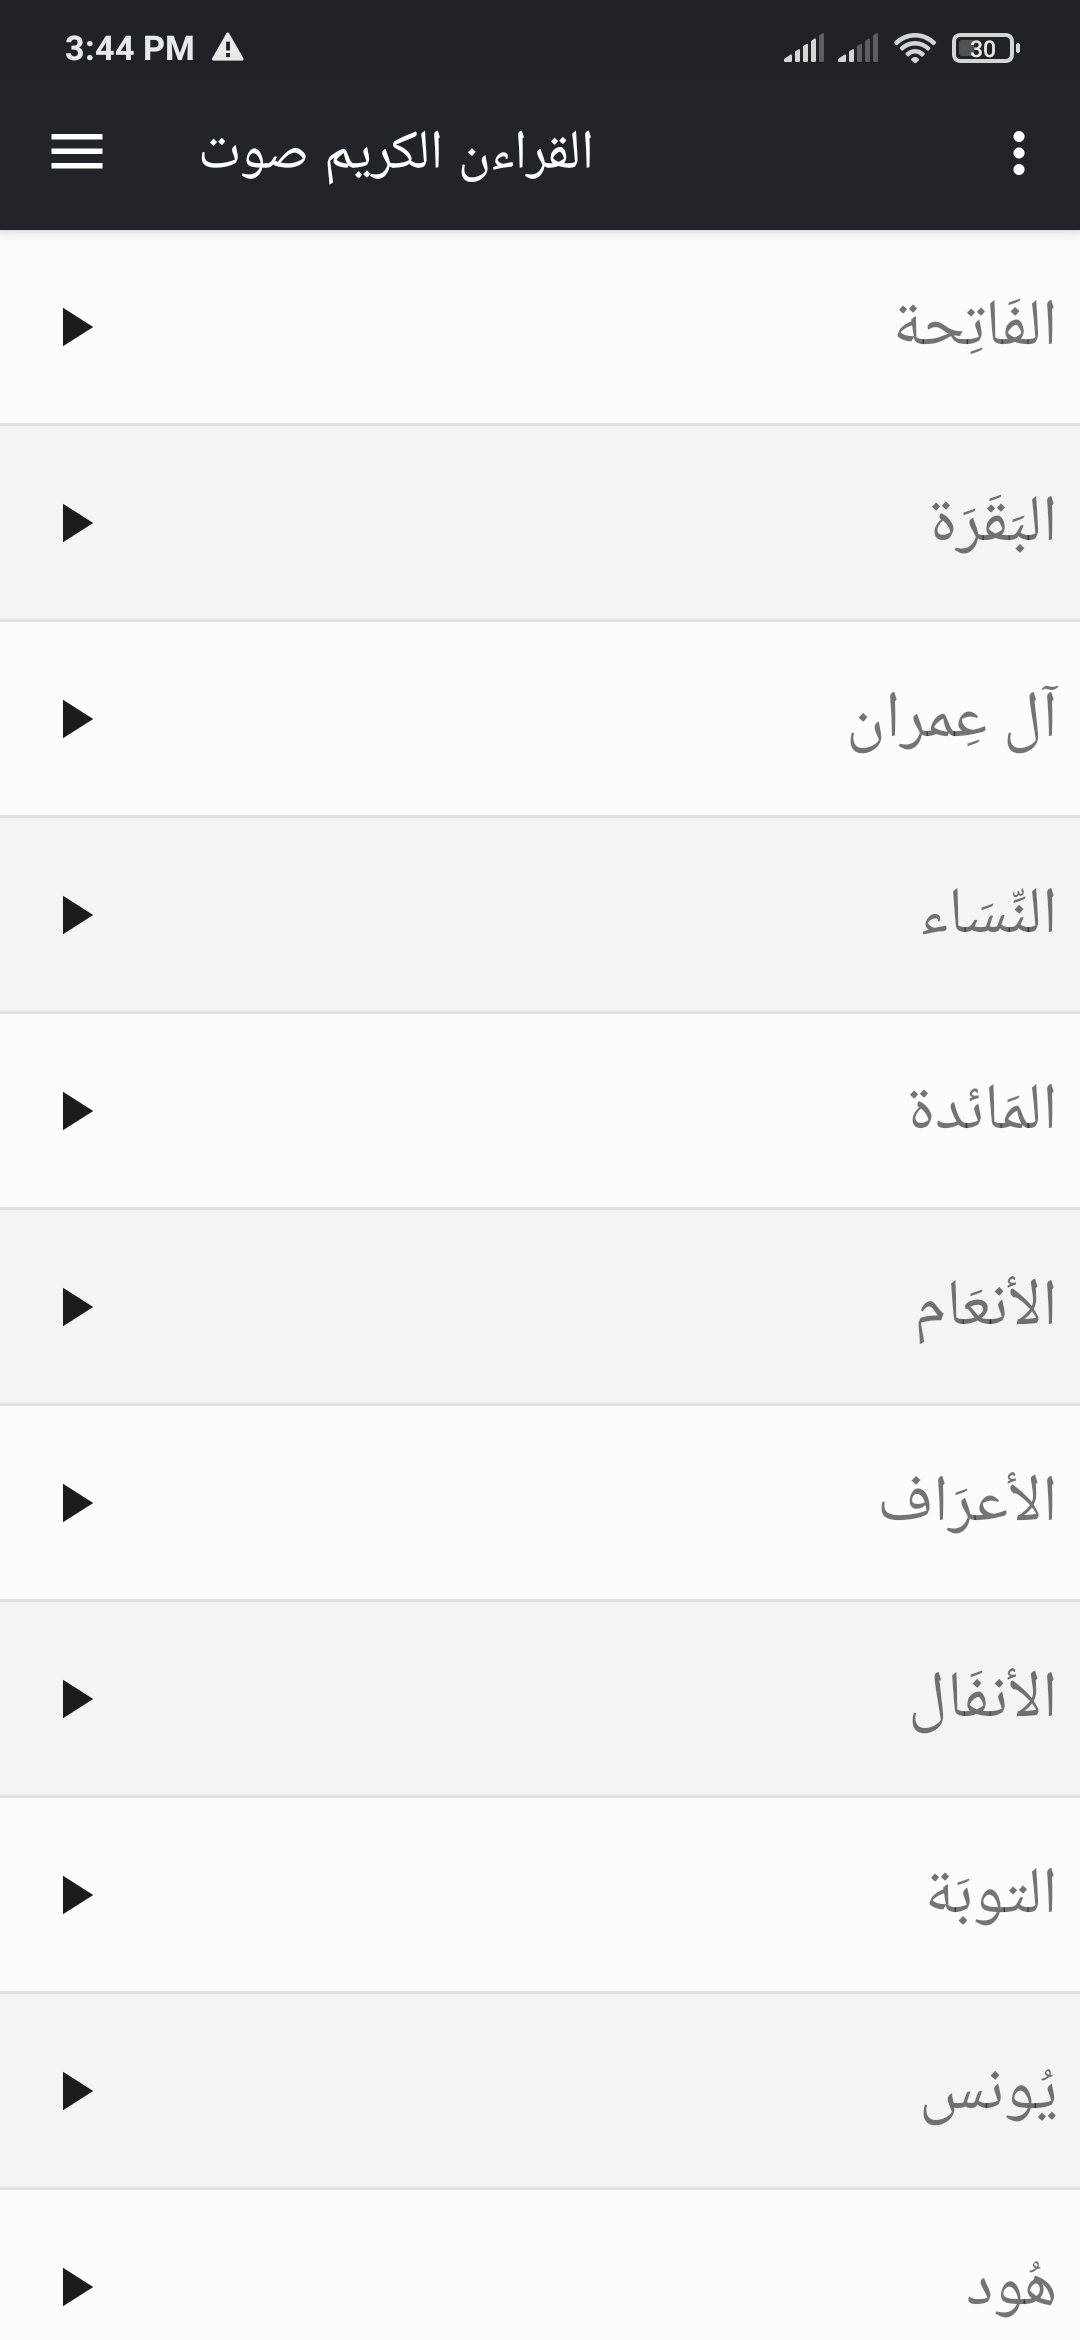 3:44 PM
30
القراءن الكريم صوت
الفَاتِحة
البَقَرَة
آل عِمران
النِّسَاء
المَائدة
الأنعَام
الأعرَاف
الأنفَال
التوبَة
يُونس
هُود